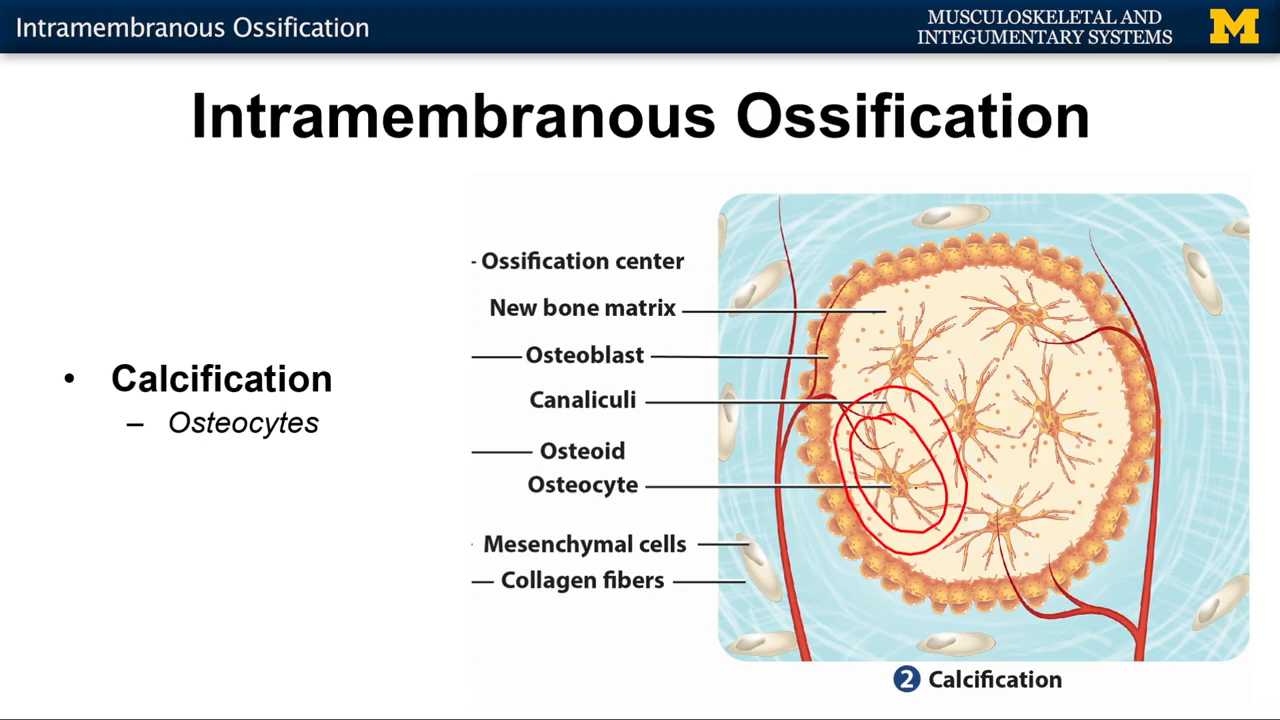 Intramembranous Ossification
MUSCULOSKELETAL AND
INTEGUMENTARY SYSTEMS
M
Intramembranous Ossification
• Calcification
– Osteocytes
Ossification center
New bone matrix
Osteoblast
Canaliculi
Osteoid
Osteocyte
Mesenchymal cells
Collagen fibers
2 Calcification